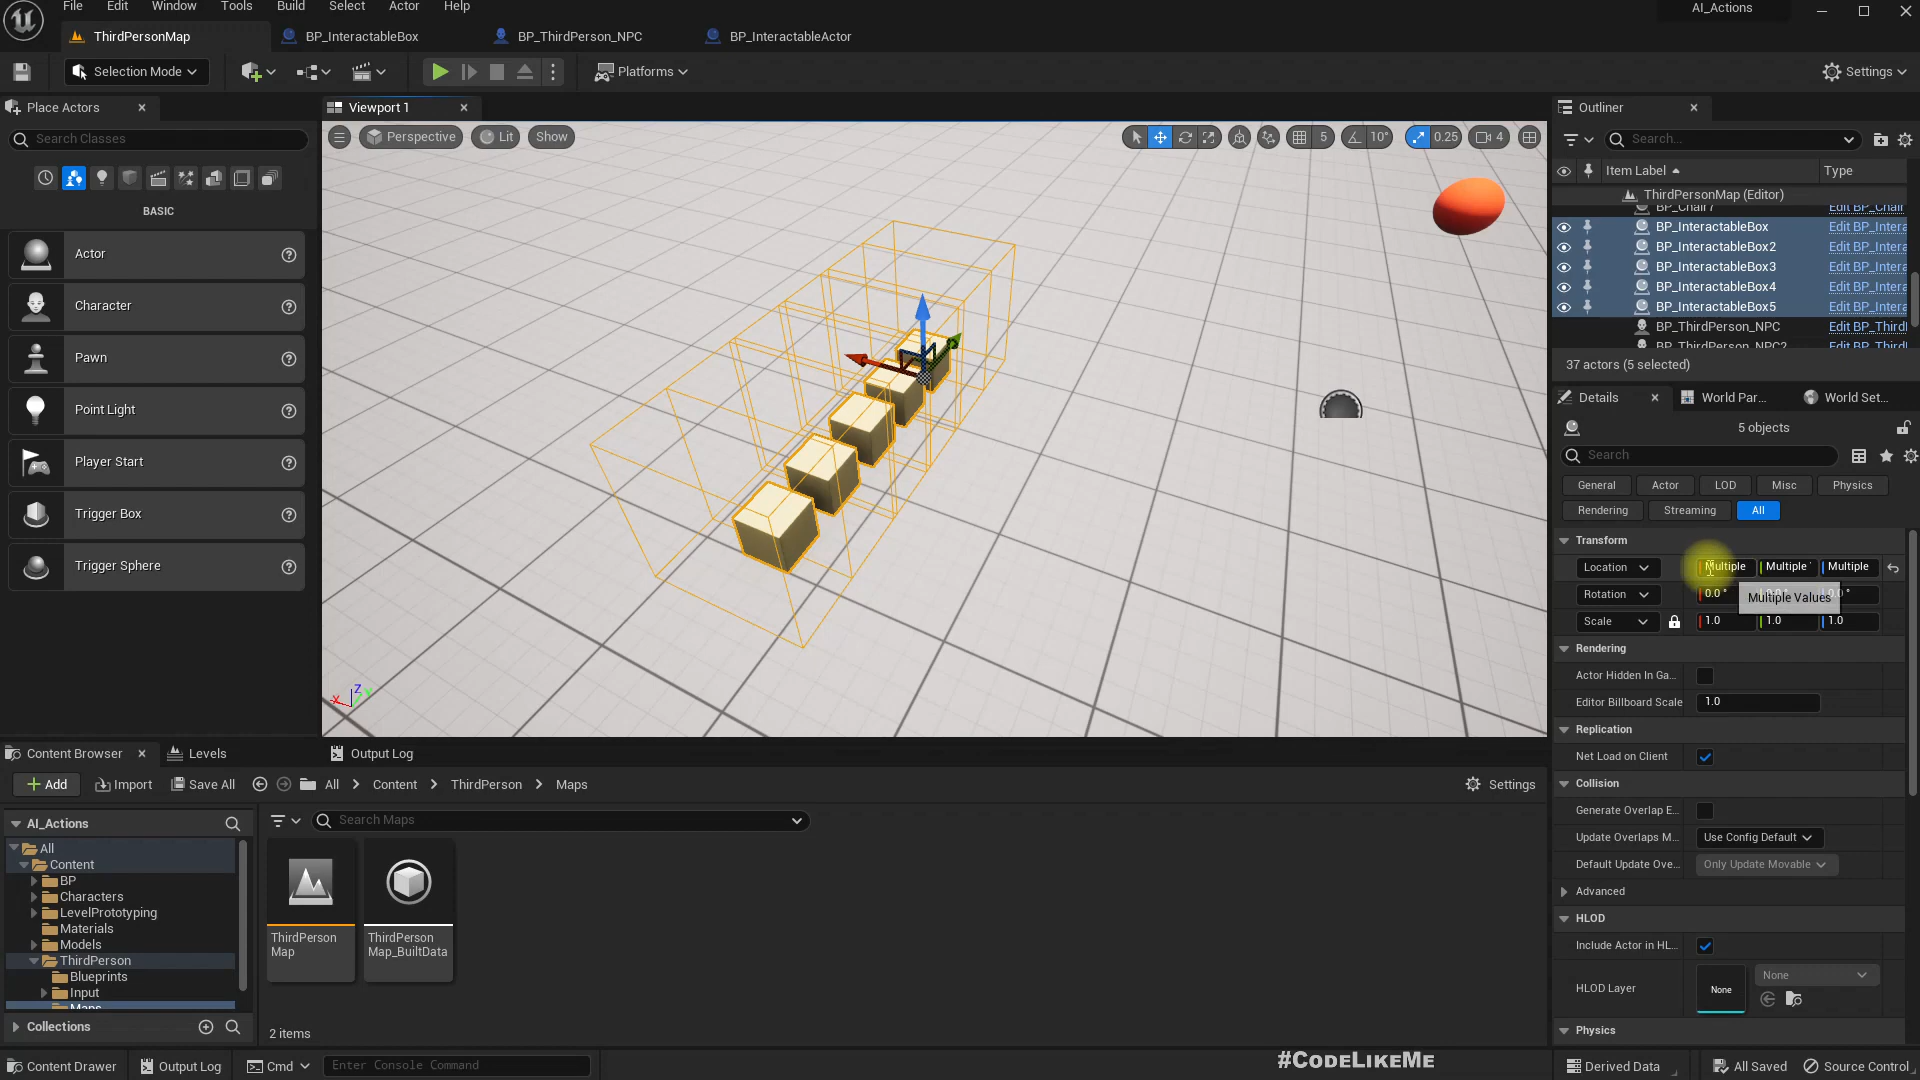 File Edit Window Tools Build Select Actor Help
AI_Actions
ThirdPersonMap BP_InteractableBox BP_ThirdPerson_NPC BP_InteractableActor
Selection Mode Platforms Settings
Place Actors
Search Classes
BASIC
Actor
Character
Pawn
Point Light
Player Start
Trigger Box
Trigger Sphere
Viewport 1
Perspective Lit Show
5 10° 0.25 4
X Z Y
Outliner
Search...
Item Label Type
ThirdPersonMap (Editor)
BP_Chair7 Edit BP_Chair
BP_InteractableBox Edit BP_Intera
BP_InteractableBox2 Edit BP_Intera
BP_InteractableBox3 Edit BP_Intera
BP_InteractableBox4 Edit BP_Intera
BP_InteractableBox5 Edit BP_Intera
BP_ThirdPerson_NPC Edit BP_Third
BP_ThirdPerson_NPC2 Edit BP_Third
37 actors (5 selected)
Details World Par... World Set...
5 objects
Search
General Actor LOD Misc Physics
Rendering Streaming All
Transform
Location Multiple Multiple Multiple
Rotation 0.0 °
Multiple Values
Scale 1.0 1.0 1.0
Rendering
Actor Hidden In Ga...
Editor Billboard Scale 1.0
Replication
Net Load on Client
Collision
Generate Overlap E...
Update Overlaps M... Use Config Default
Default Update Ove... Only Update Movable
Advanced
HLOD
Include Actor in HL...
HLOD Layer None None
Physics
Content Browser Levels Output Log
Add Import Save All All Content ThirdPerson Maps Settings
AI_Actions
Search Maps
All
Content
BP
Characters
LevelPrototyping
Materials
Models
ThirdPerson
Blueprints
Input
Maps
Collections
ThirdPerson
Map
ThirdPerson
Map_BuiltData
2 items
Content Drawer Output Log Cmd Enter Console Command
#CODELIKEME
Derived Data All Saved Source Control